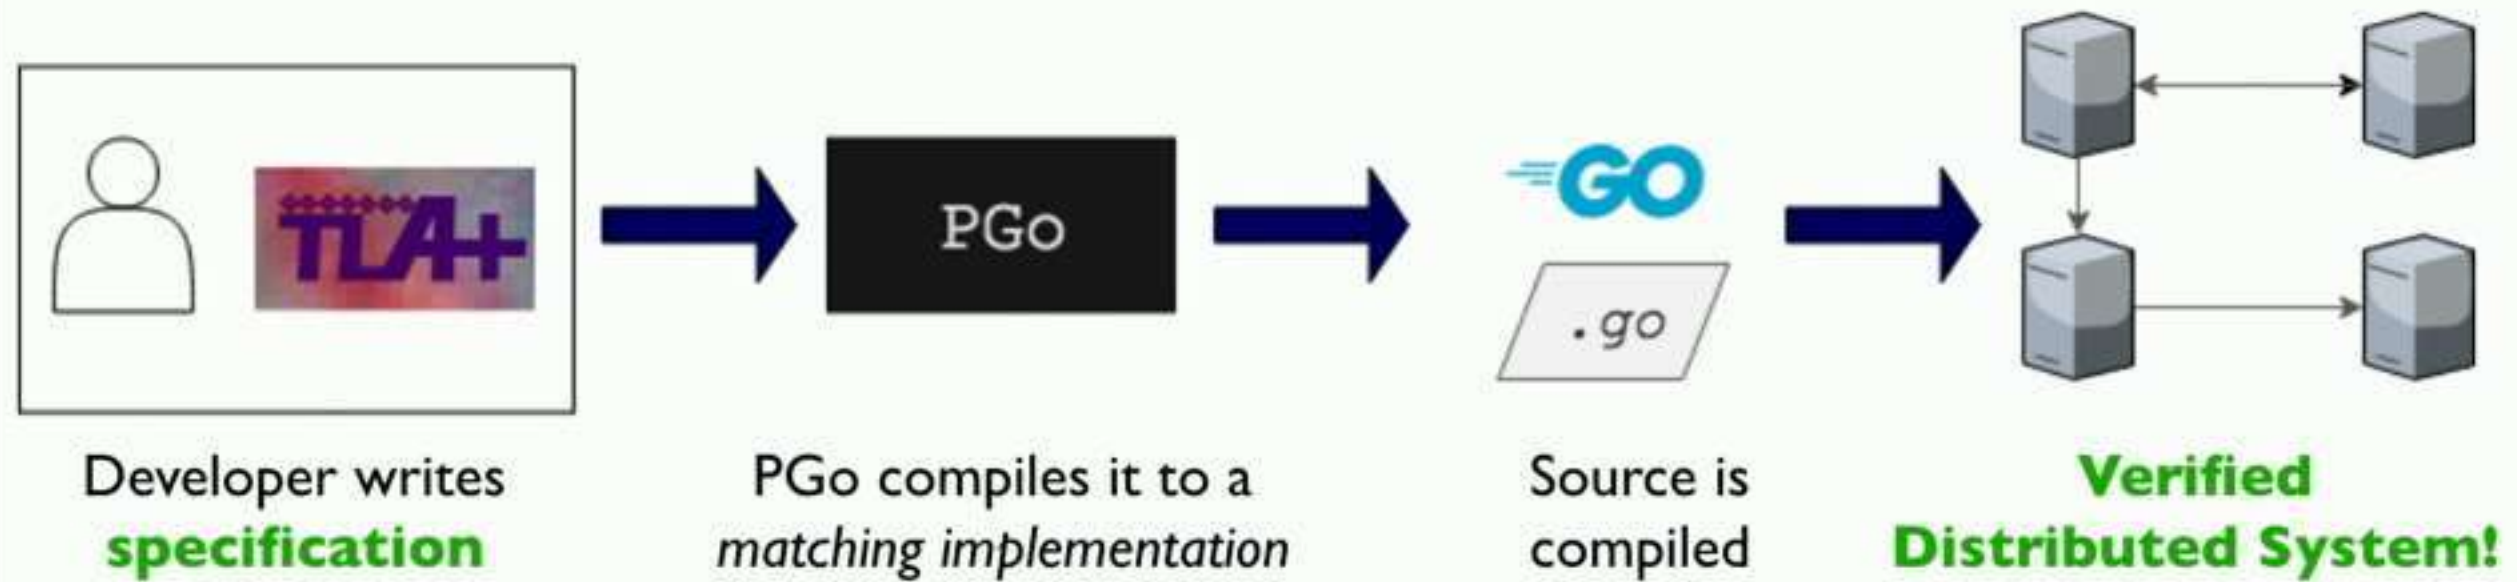 TLA+
PGo
GO
.go
Developer writes
specification
PGo compiles it to a
matching implementation
Source is
compiled
Verified
Distributed System!